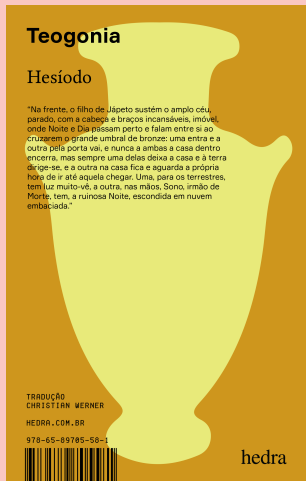 Teogonia
Hesíodo
"Na frente, o filho de Jápeto sustém o amplo céu,
parado, com a cabeça e braços incansáveis, imóvel,
onde Noite e Dia passam perto e falam entre si ao
cruzarem o grande umbral de bronze: uma entra e a
outra pela porta vai, e nunca a ambas a casa dentro
encerra, mas sempre uma delas deixa a casa e à terra
dirige-se, e a outra na casa fica e aguarda a própria
hora de ir até aquela chegar. Uma, para os terrestres,
tem luz muito-vê, a outra, nas mãos, Sono, irmão de
Morte, tem, a ruinosa Noite, escondida em nuvem
embaciada."
TRADUÇÃO
CHRISTIAN WERNER
HEDRA.COM.BR
978-65-89705-58-1
hedra